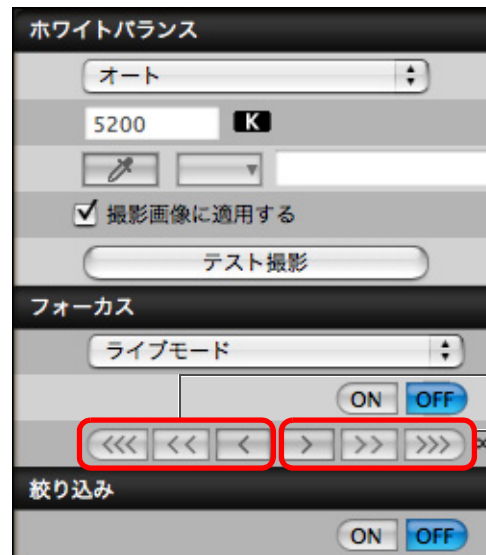 ホワイトバランス
オート
5200 K
撮影画像に適用する
テスト撮影
フォーカス
ライブモード
ON OFF
<<< << < > >> >>>
絞り込み
ON OFF